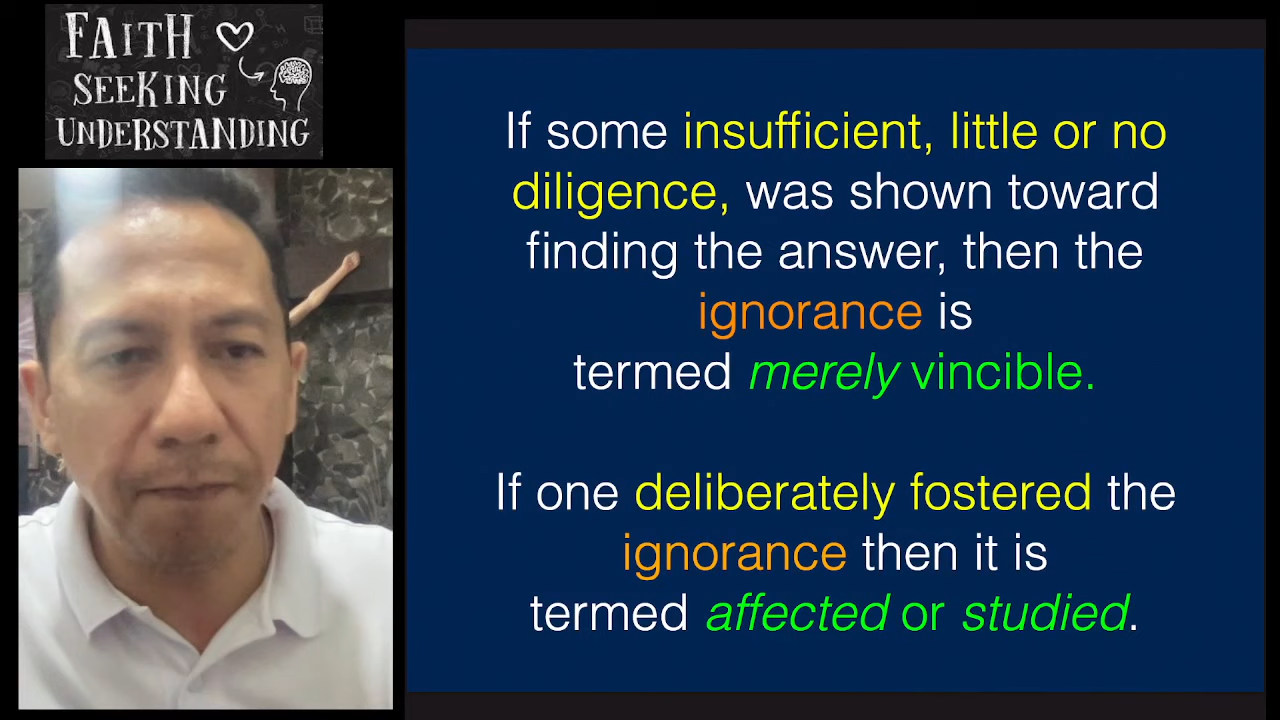 FAITH
SEEKING
UNDERSTANDING
If some insufficient, little or no
diligence, was shown toward
finding the answer, then the
ignorance is
termed merely vincible.
If one deliberately fostered the
ignorance then it is
termed affected or studied.